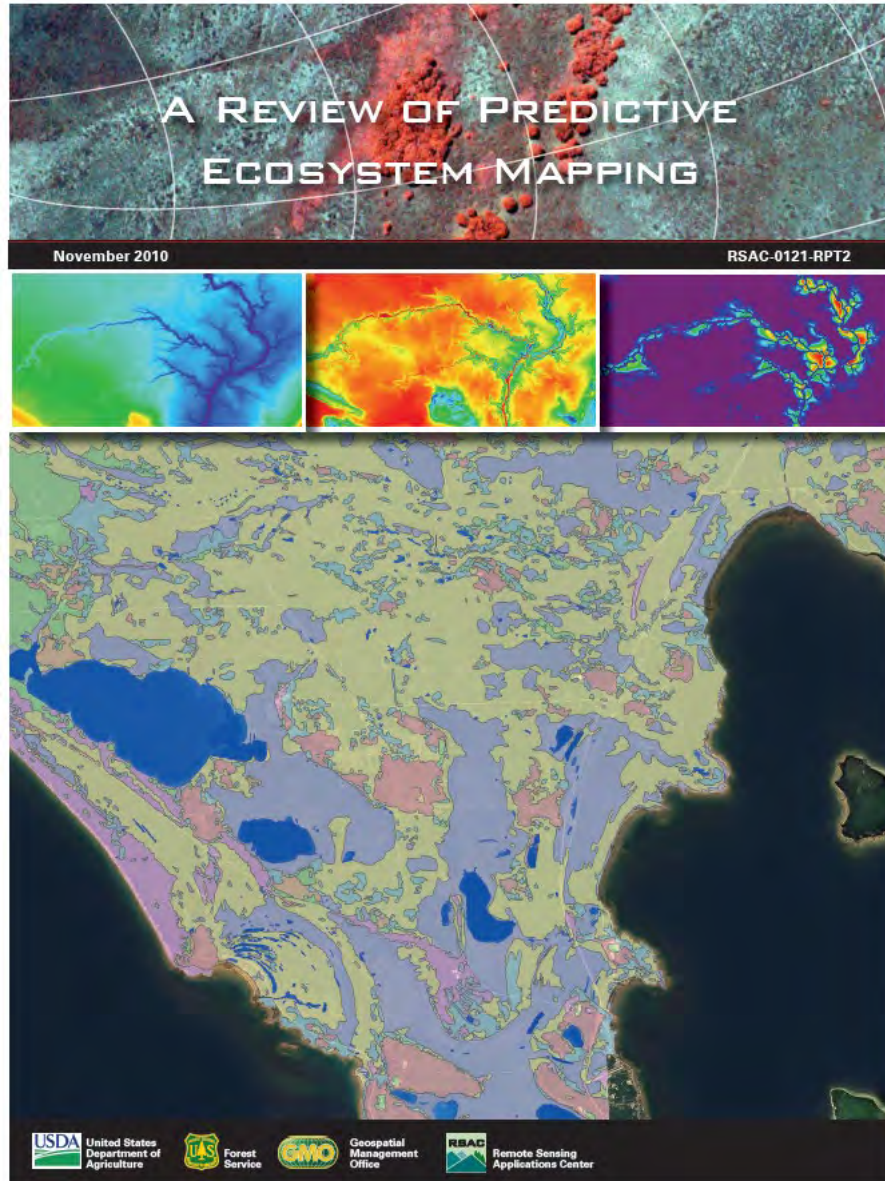 A Review of Predictive
Ecosystem Mapping
November 2010
RSAC-0121-RPT2
USDA
United States
Department of
Agriculture
U S
Forest
Service
GMO
Geospatial
Management
Office
RSAC
Remote Sensing
Applications Center